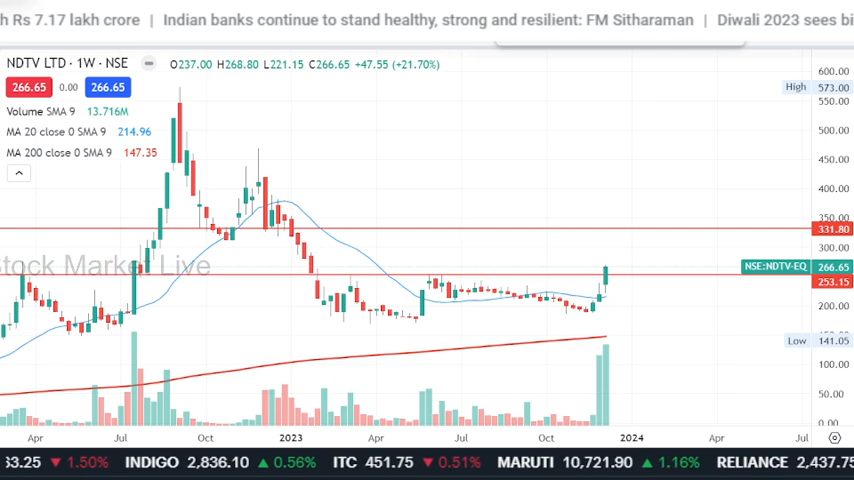 h Rs 7.17 lakh crore | Indian banks continue to stand healthy, strong and resilient: FM Sitharaman | Diwali 2023 sees bi
NDTV LTD · 1W · NSE O237.00 H268.80 L221.15 C266.65 +47.55 (+21.70%)
266.65 0.00 266.65
Volume SMA 9 13.716M
MA 20 close 0 SMA 9 214.96
MA 200 close 0 SMA 9 147.35
600.00
High 573.00
550.00
500.00
450.00
400.00
350.00
331.80
300.00
Stock Market Live
NSE:NDTV-EQ 266.65
253.15
200.00
Low 141.05
100.00
50.00
0.00
Apr Jul Oct 2023 Apr Jul Oct 2024 Apr Jul
33.25 ▼ 1.50% INDIGO 2,836.10 ▲ 0.56% ITC 451.75 ▼ 0.51% MARUTI 10,721.90 ▲ 1.16% RELIANCE 2,437.75